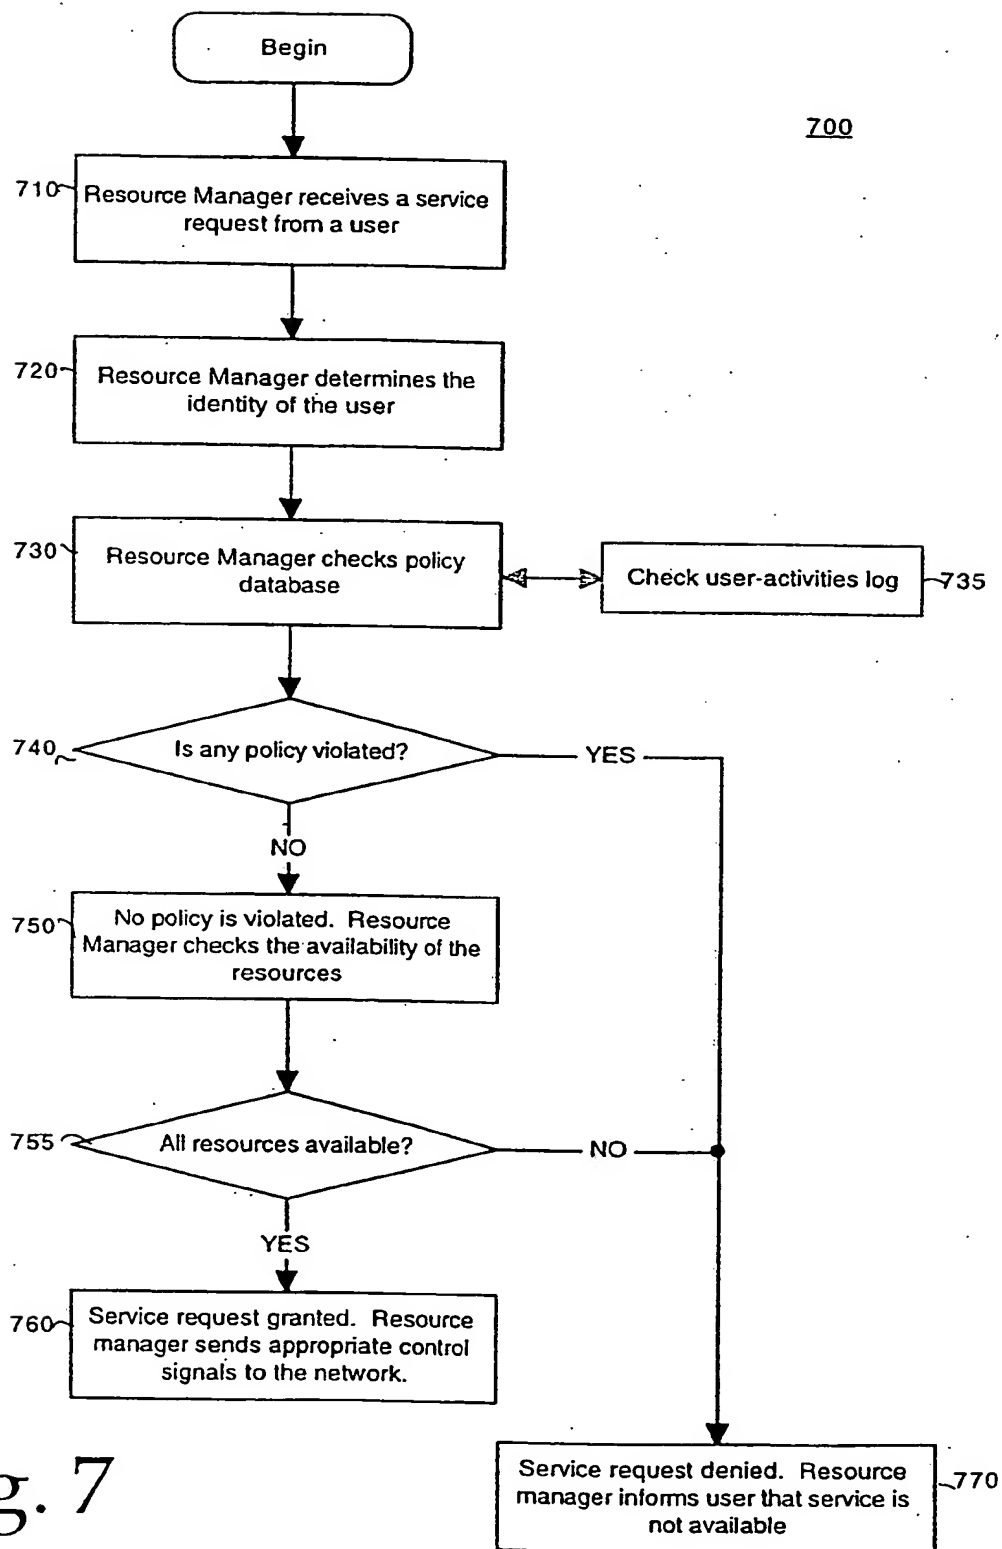 Begin
700
710
Resource Manager receives a service
request from a user
720
Resource Manager determines the
identity of the user
730
Resource Manager checks policy
database
Check user-activities log
735
740
Is any policy violated?
YES
NO
750
No policy is violated. Resource
Manager checks the availability of the
resources
755
All resources available?
NO
YES
760
Service request granted. Resource
manager sends appropriate control
signals to the network.
Service request denied. Resource
manager informs user that service is
not available
770
g. 7